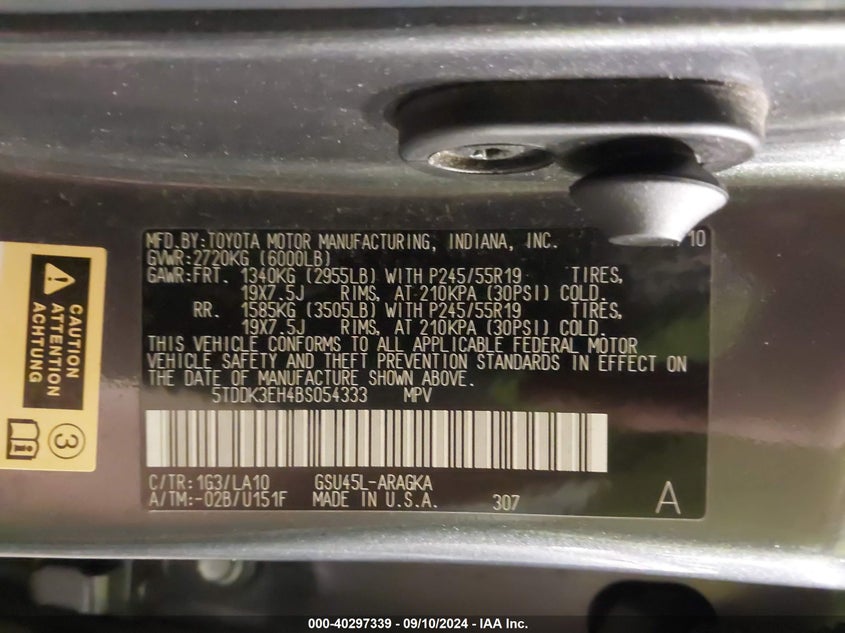 MFD.BY:TOYOTA MOTOR MANUFACTURING, INDIANA, INC. /10
GVWR:2720KG (6000LB)
GAWR:FRT. 1340KG (2955LB) WITH P245/55R19 TIRES,
19X7.5J RIMS, AT 210KPA (30PSI) COLD.
RR. 1585KG (3505LB) WITH P245/55R19 TIRES,
19X7.5J RIMS, AT 210KPA (30PSI) COLD.
THIS VEHICLE CONFORMS TO ALL APPLICABLE FEDERAL MOTOR
VEHICLE SAFETY AND THEFT PREVENTION STANDARDS IN EFFECT ON
THE DATE OF MANUFACTURE SHOWN ABOVE.
5TDDK3EH4BS054333 MPV
C/TR:1G3/LA10 GSU45L-ARAGKA
A/TM:-02B/U151F MADE IN U.S.A. 307 A
CAUTION
ATTENTION
ACHTUNG
3
000-40297339 - 09/10/2024 - IAA Inc.